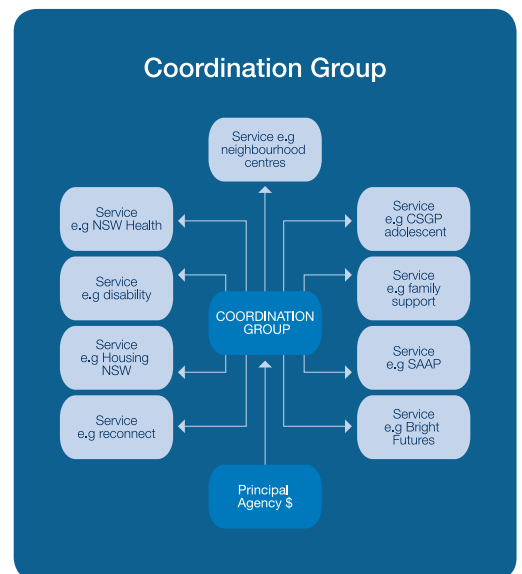 Coordination Group
Service e.g
neighbourhood
centres
Service
e.g NSW Health
Service
e.g disability
Service
e.g Housing
NSW
Service
e.g reconnect
COORDINATION
GROUP
Service
e.g CSGP
adolescent
Service
e.g family
support
Service
e.g SAAP
Service
e.g Bright
Futures
Principal
Agency $